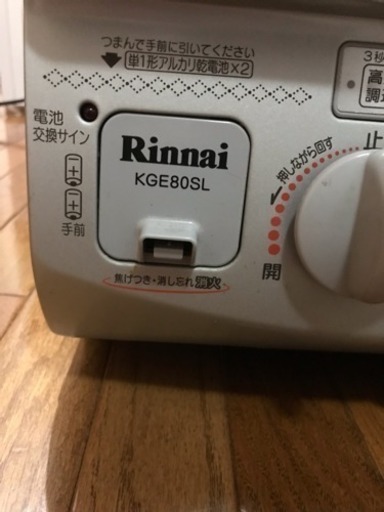 つまんで手前に引いてください
単1形アルカリ乾電池×2
電池
交換サイン
手前
Rinnai
KGE80SL
焦げつき・消し忘れ消火
3秒
高
調
止
押しながら回す
開